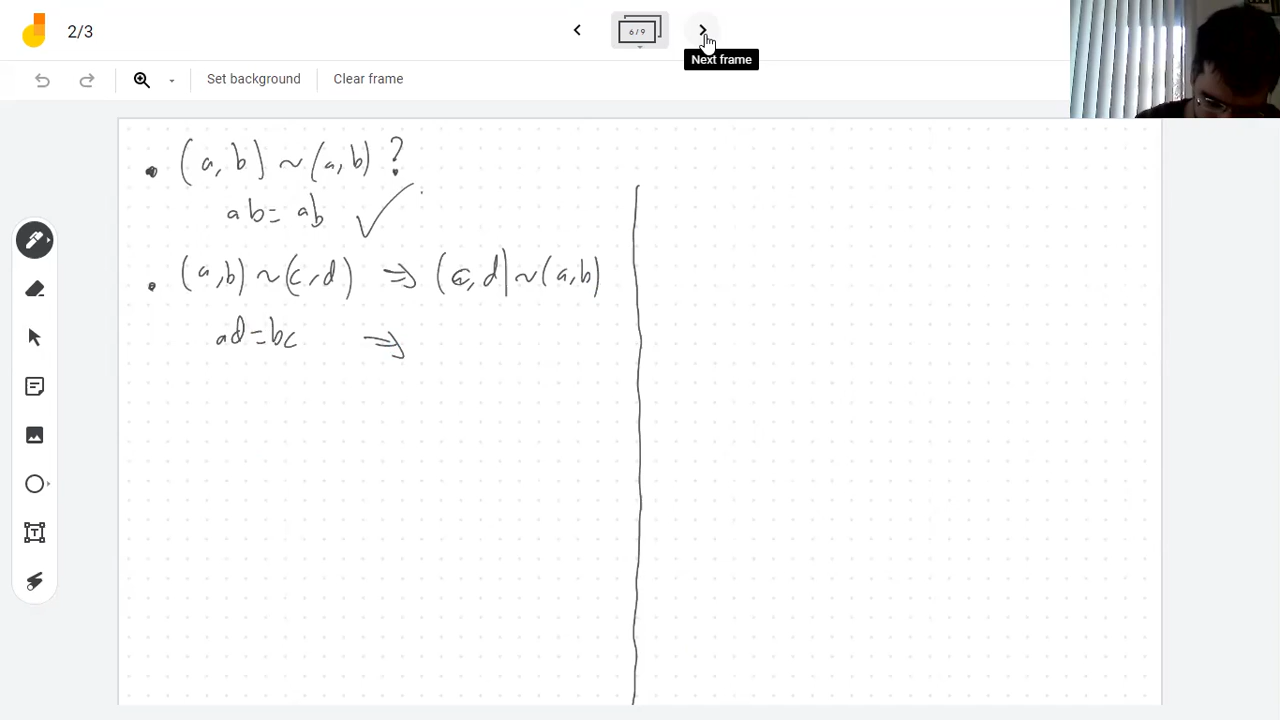 2/3
6 / 9
Next frame
Set background
Clear frame
• (a, b) ~ (a, b) ?
ab = ab ✓
• (a, b) ~ (c, d) ⇒ (c, d) ~ (a, b)
ad = bc ⇒